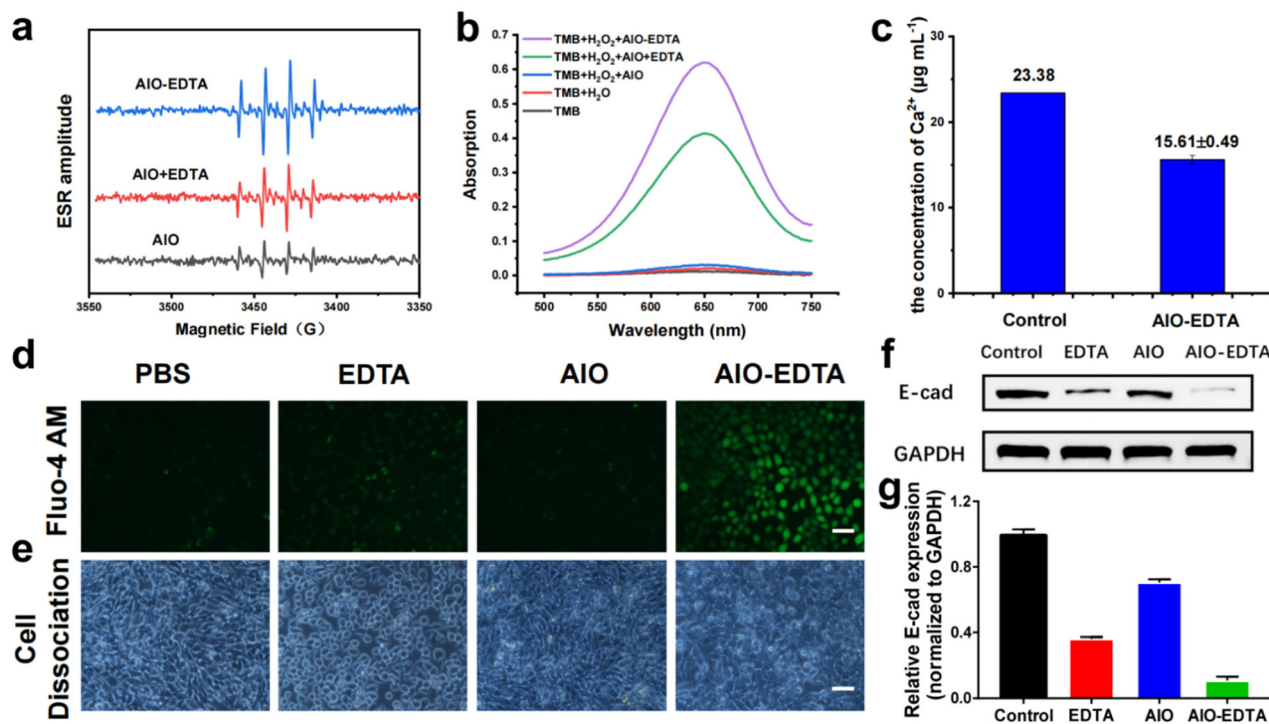 a
AIO-EDTA
AIO+EDTA
AIO
ESR amplitude
3550
3500
3450
3400
3350
Magnetic Field（G）
b
TMB+H₂O₂+AIO-EDTA
TMB+H₂O₂+AIO+EDTA
TMB+H₂O₂+AIO
TMB+H₂O
TMB
Absorption
0.7
0.6
0.5
0.4
0.3
0.2
0.1
0.0
500
550
600
650
700
750
Wavelength (nm)
c
the concentration of Ca²⁺ (μg mL⁻¹)
30
20
10
0
23.38
15.61±0.49
Control
AIO-EDTA
d
PBS
EDTA
AIO
AIO-EDTA
Fluo-4 AM
e
Cell
Dissociation
f
Control
EDTA
AIO
AIO-EDTA
E-cad
GAPDH
g
Relative E-cad expression
(normalized to GAPDH)
1.2
0.8
0.4
0.0
Control
EDTA
AIO
AIO-EDTA